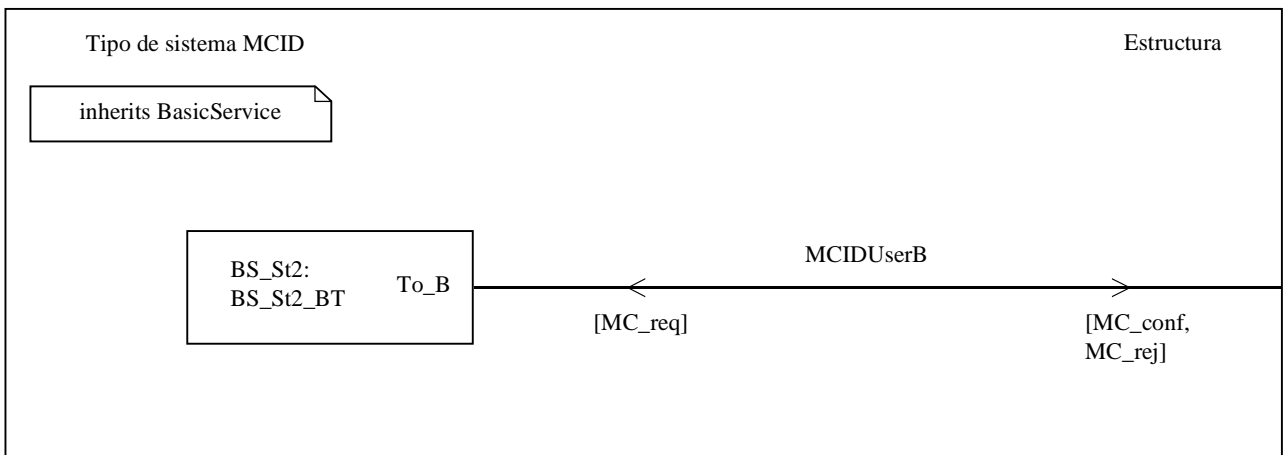 Tipo de sistema MCID
Estructura
inherits BasicService
MCIDUserB
BS_St2:
BS_St2_BT
To_B
[MC_req]
[MC_conf,
MC_rej]